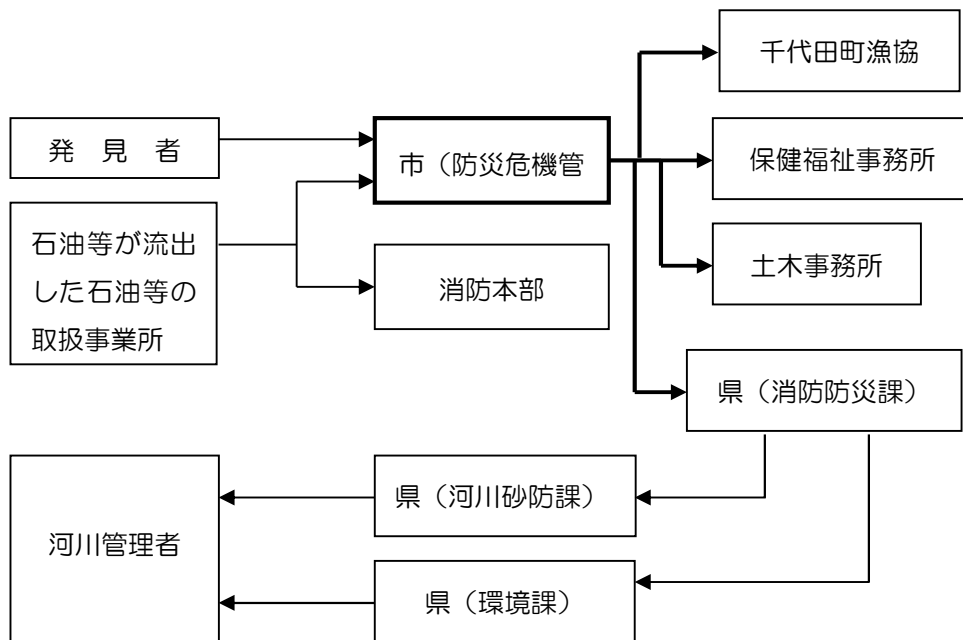 千代田町漁協
発 見 者
市（防災危機管
保健福祉事務所
石油等が流出
した石油等の
取扱事業所
消防本部
土木事務所
県（消防防災課）
河川管理者
県（河川砂防課）
県（環境課）